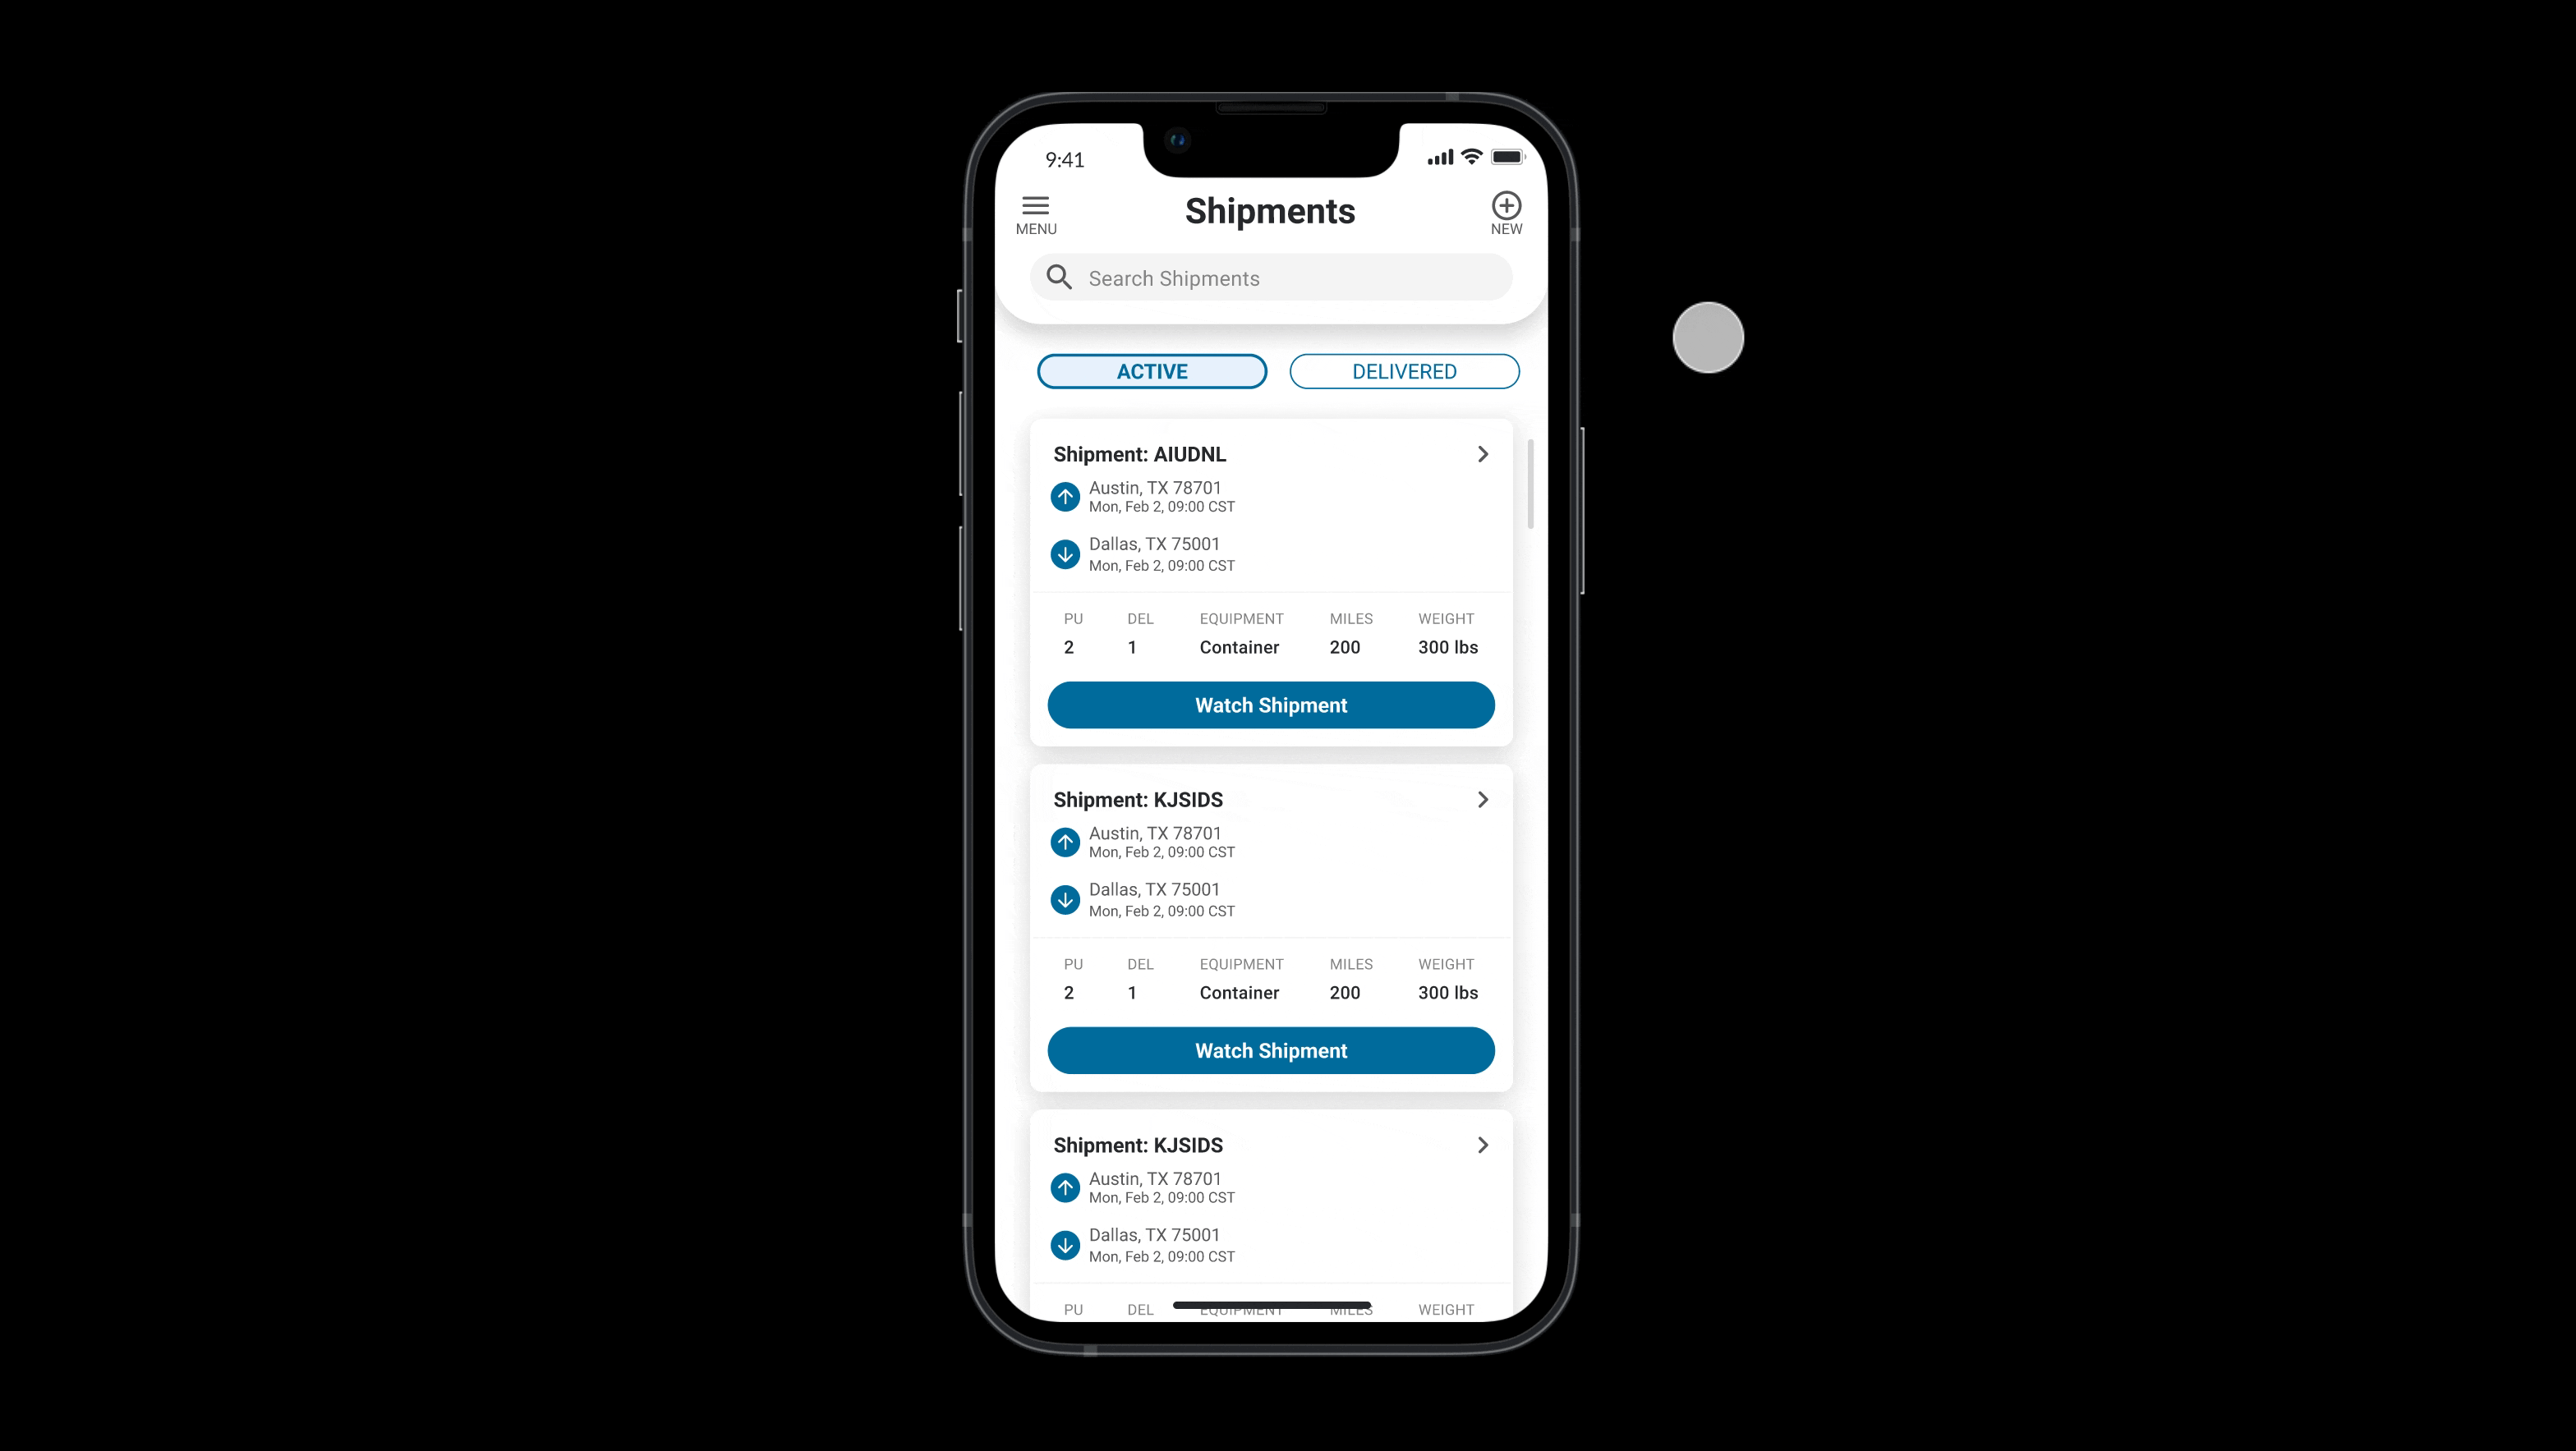 9:41
MENU
Shipments
NEW
Search Shipments
ACTIVE
DELIVERED
Shipment: AIUDNL
Austin, TX 78701
Mon, Feb 2, 09:00 CST
Dallas, TX 75001
Mon, Feb 2, 09:00 CST
PU DEL EQUIPMENT MILES WEIGHT
2 1 Container 200 300 lbs
Watch Shipment
Shipment: KJSIDS
Austin, TX 78701
Mon, Feb 2, 09:00 CST
Dallas, TX 75001
Mon, Feb 2, 09:00 CST
PU DEL EQUIPMENT MILES WEIGHT
2 1 Container 200 300 lbs
Watch Shipment
Shipment: KJSIDS
Austin, TX 78701
Mon, Feb 2, 09:00 CST
Dallas, TX 75001
Mon, Feb 2, 09:00 CST
PU DEL EQUIPMENT MILES WEIGHT